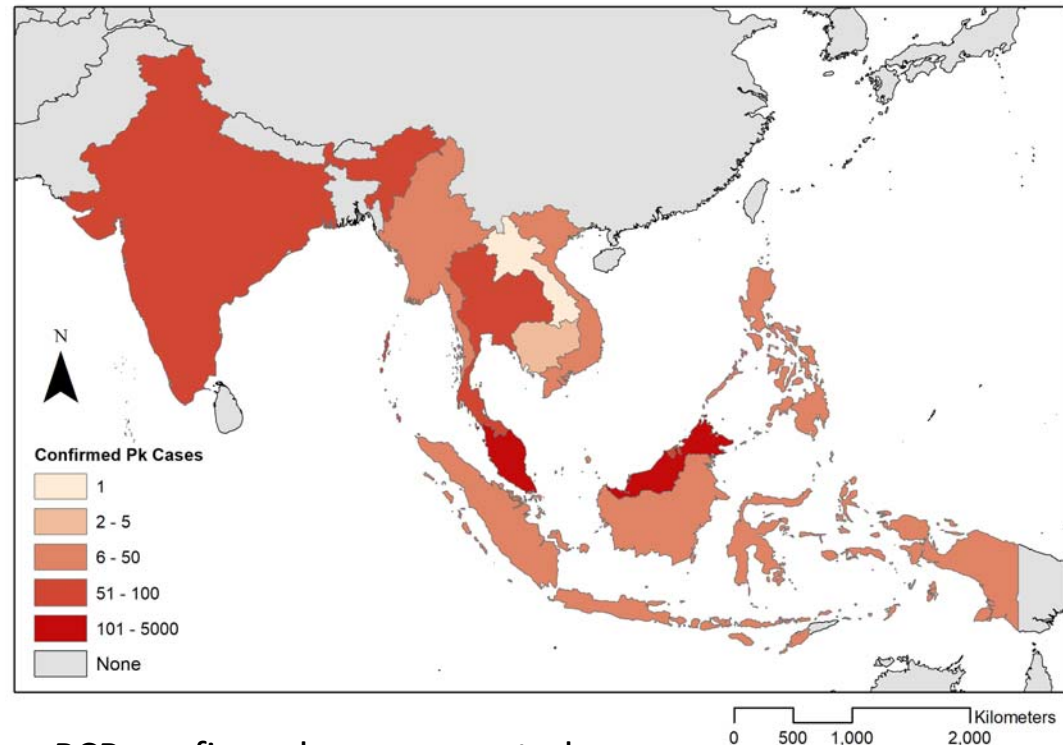 N
Confirmed Pk Cases
1
2 - 5
6 - 50
51 - 100
101 - 5000
None
Kilometers
0 500 1,000 2,000